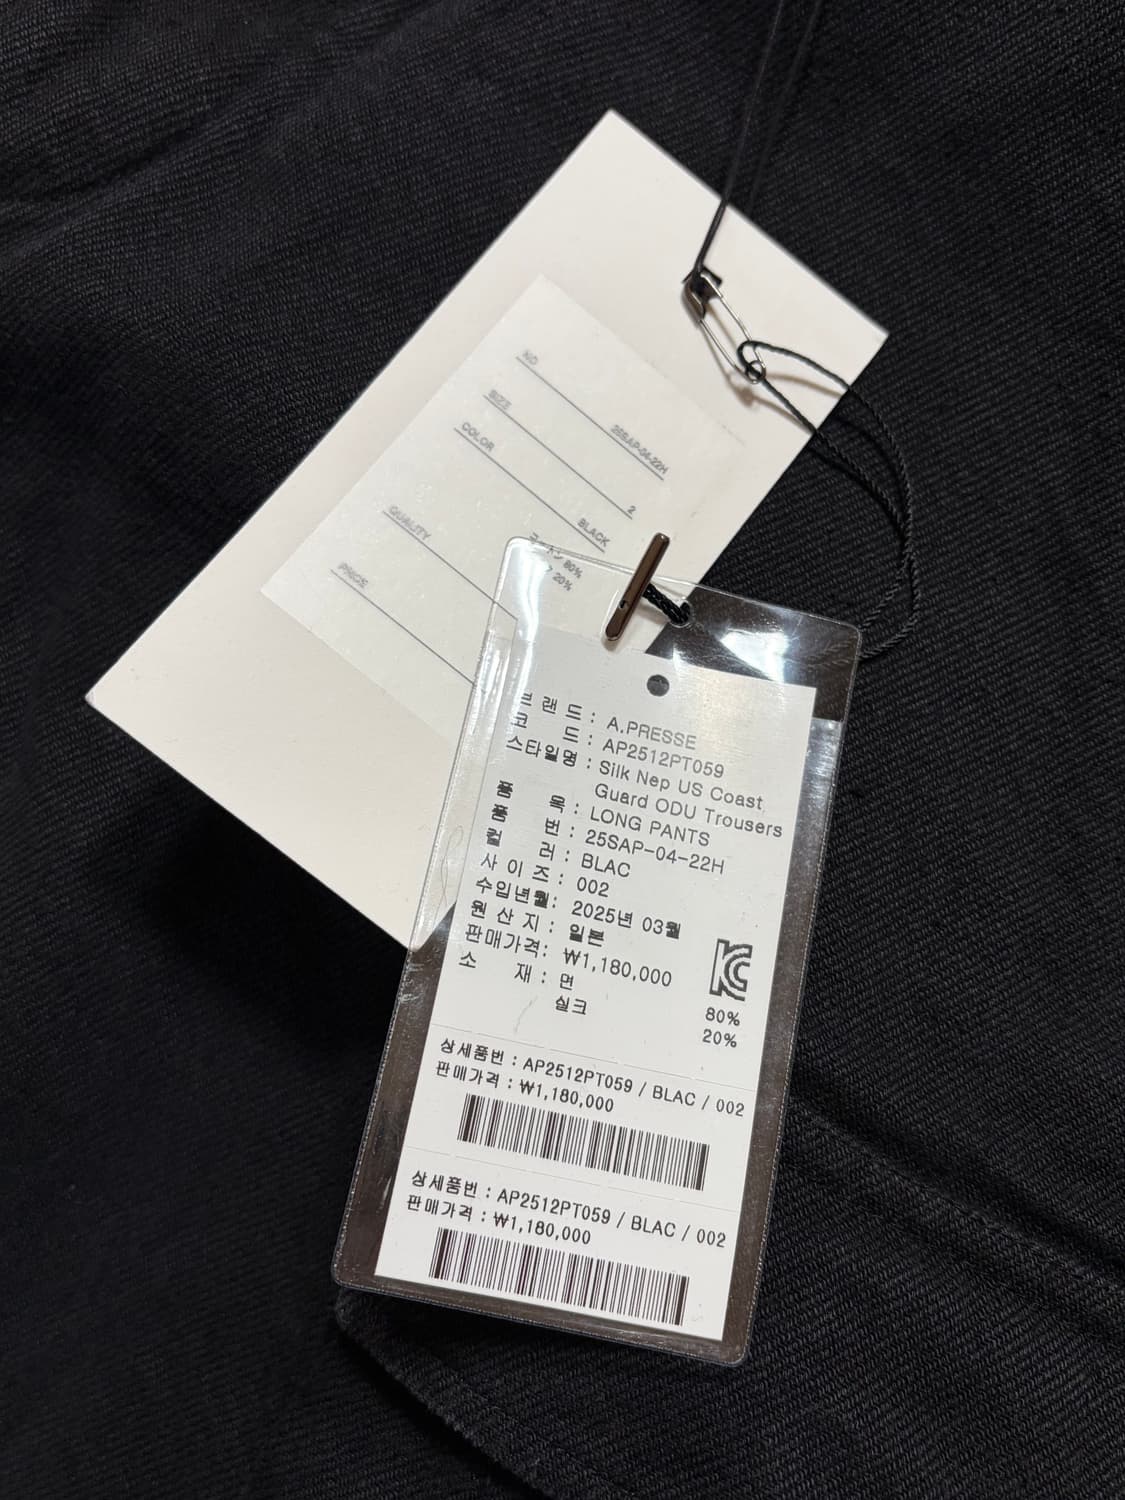 NO 25SAP-04-22H
SIZE 2
COLOR BLACK
QUALITY コットン 80%
20%
PRICE
브랜드 : A.PRESSE
코드 : AP2512PT059
스타일명 : Silk Nep US Coast
Guard ODU Trousers
품목 : LONG PANTS
품번 : 25SAP-04-22H
컬러 : BLAC
사이즈 : 002
수입년월 : 2025년 03월
원산지 : 일본
판매가격 : ₩1,180,000
소재 : 면 80%
실크 20%
상세품번 : AP2512PT059 / BLAC / 002
판매가격 : ₩1,180,000
상세품번 : AP2512PT059 / BLAC / 002
판매가격 : ₩1,180,000